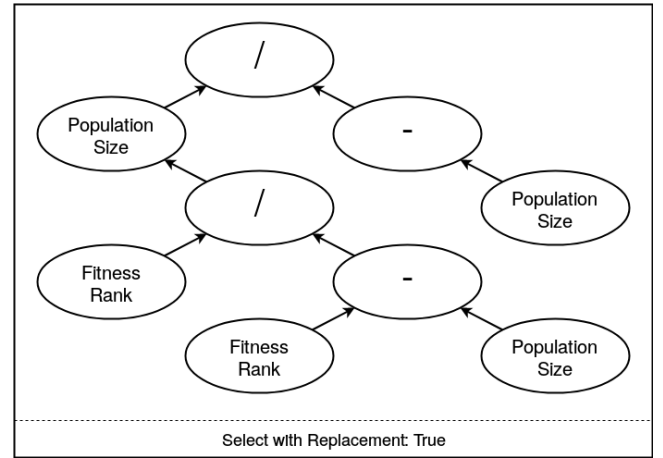 /
Population
Size
-
Population
Size
/
Fitness
Rank
-
Fitness
Rank
Population
Size
Select with Replacement: True